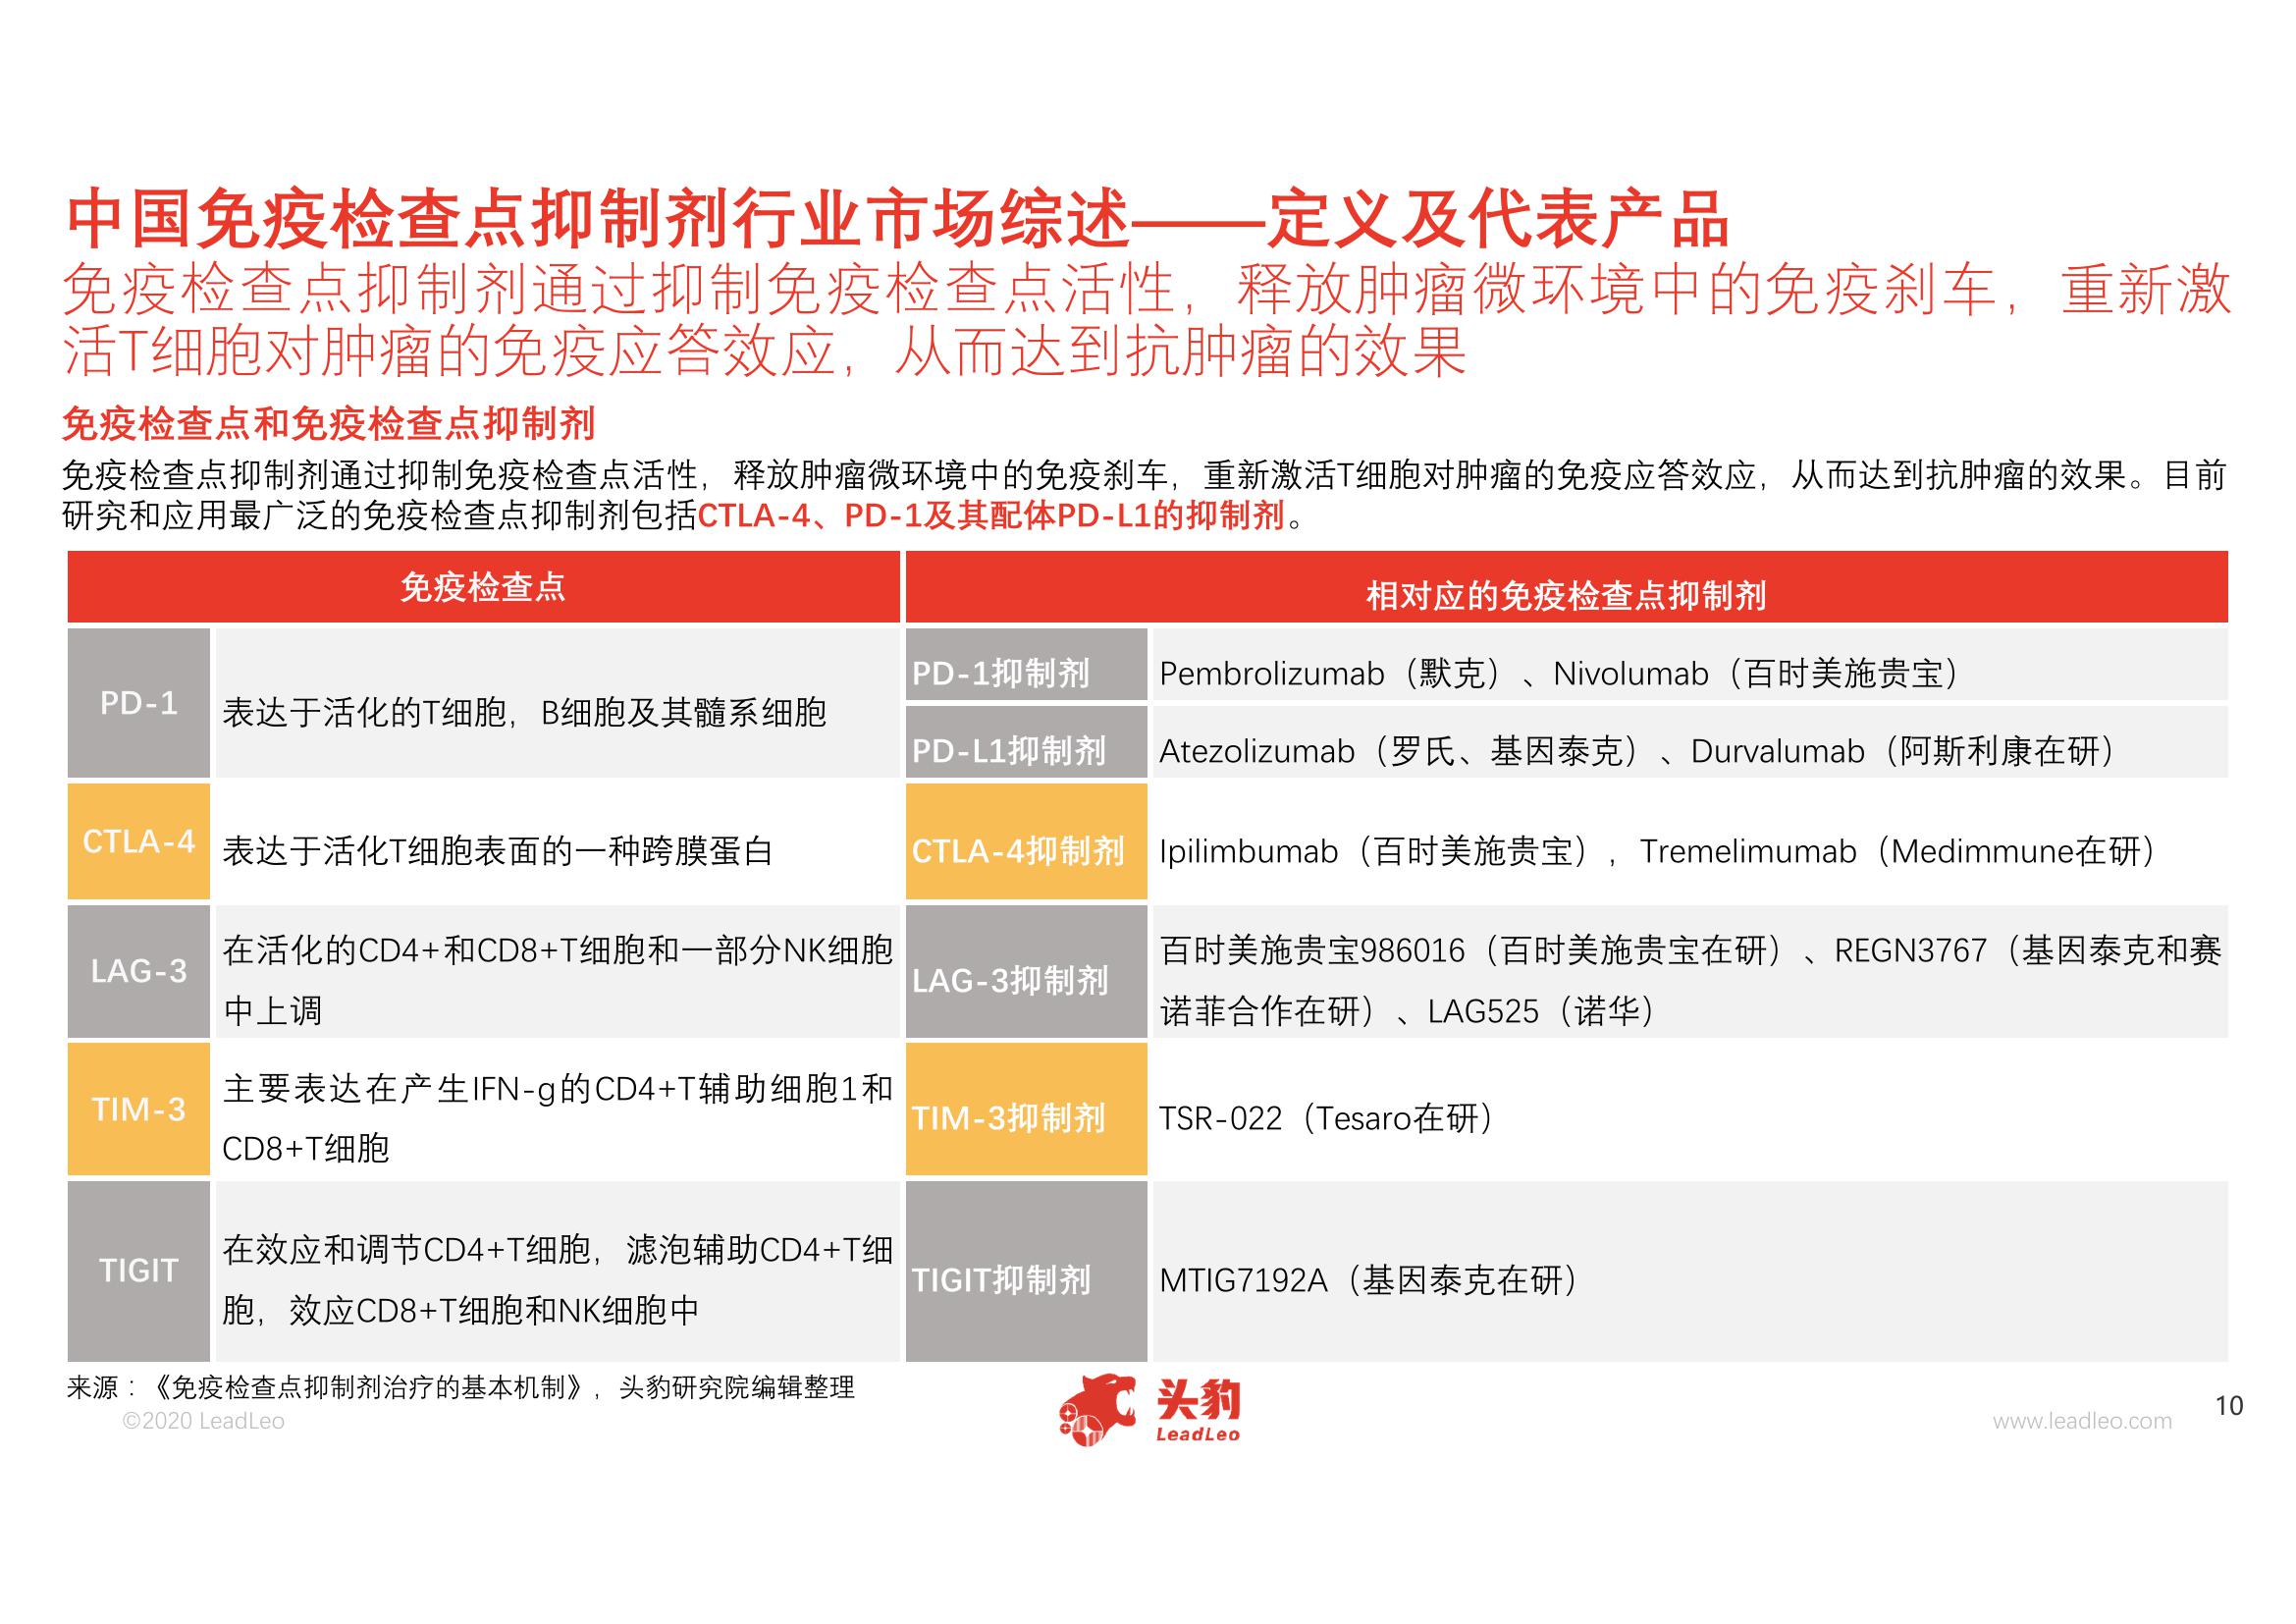 中国免疫检查点抑制剂行业市场综述——定义及代表产品
免疫检查点抑制剂通过抑制免疫检查点活性，释放肿瘤微环境中的免疫刹车，重新激
活T细胞对肿瘤的免疫应答效应，从而达到抗肿瘤的效果
免疫检查点和免疫检查点抑制剂
免疫检查点抑制剂通过抑制免疫检查点活性，释放肿瘤微环境中的免疫刹车，重新激活T细胞对肿瘤的免疫应答效应，从而达到抗肿瘤的效果。目前
研究和应用最广泛的免疫检查点抑制剂包括CTLA-4、PD-1及其配体PD-L1的抑制剂。
免疫检查点
相对应的免疫检查点抑制剂
PD-1
表达于活化的T细胞，B细胞及其髓系细胞
PD-1抑制剂
Pembrolizumab（默克）、Nivolumab（百时美施贵宝）
PD-L1抑制剂
Atezolizumab（罗氏、基因泰克）、Durvalumab（阿斯利康在研）
CTLA-4
表达于活化T细胞表面的一种跨膜蛋白
CTLA-4抑制剂
Ipilimbumab（百时美施贵宝），Tremelimumab（Medimmune在研）
LAG-3
在活化的CD4+和CD8+T细胞和一部分NK细胞
中上调
LAG-3抑制剂
百时美施贵宝986016（百时美施贵宝在研）、REGN3767（基因泰克和赛
诺菲合作在研）、LAG525（诺华）
TIM-3
主要表达在产生IFN-g的CD4+T辅助细胞1和
CD8+T细胞
TIM-3抑制剂
TSR-022（Tesaro在研）
TIGIT
在效应和调节CD4+T细胞，滤泡辅助CD4+T细
胞，效应CD8+T细胞和NK细胞中
TIGIT抑制剂
MTIG7192A（基因泰克在研）
来源：《免疫检查点抑制剂治疗的基本机制》，头豹研究院编辑整理
©2020 LeadLeo
头豹
LeadLeo
www.leadleo.com
10